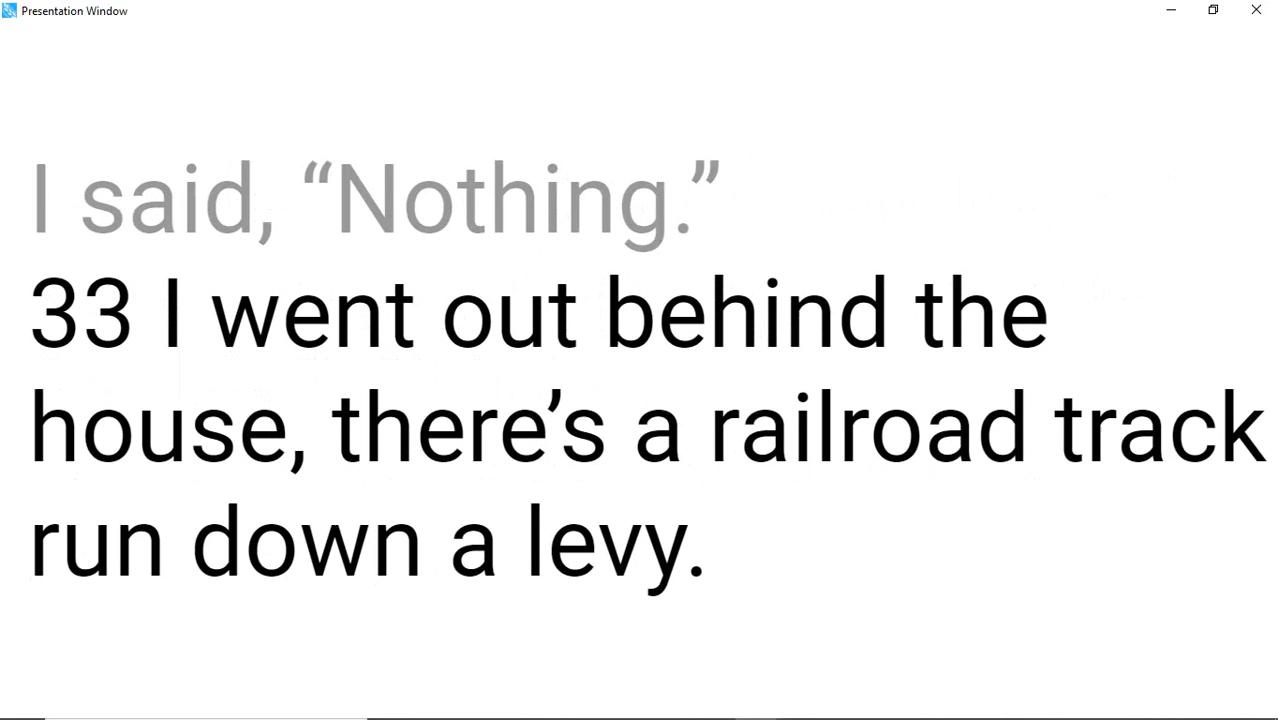 Presentation Window
I said, “Nothing.”
33 I went out behind the
house, there’s a railroad track
run down a levy.